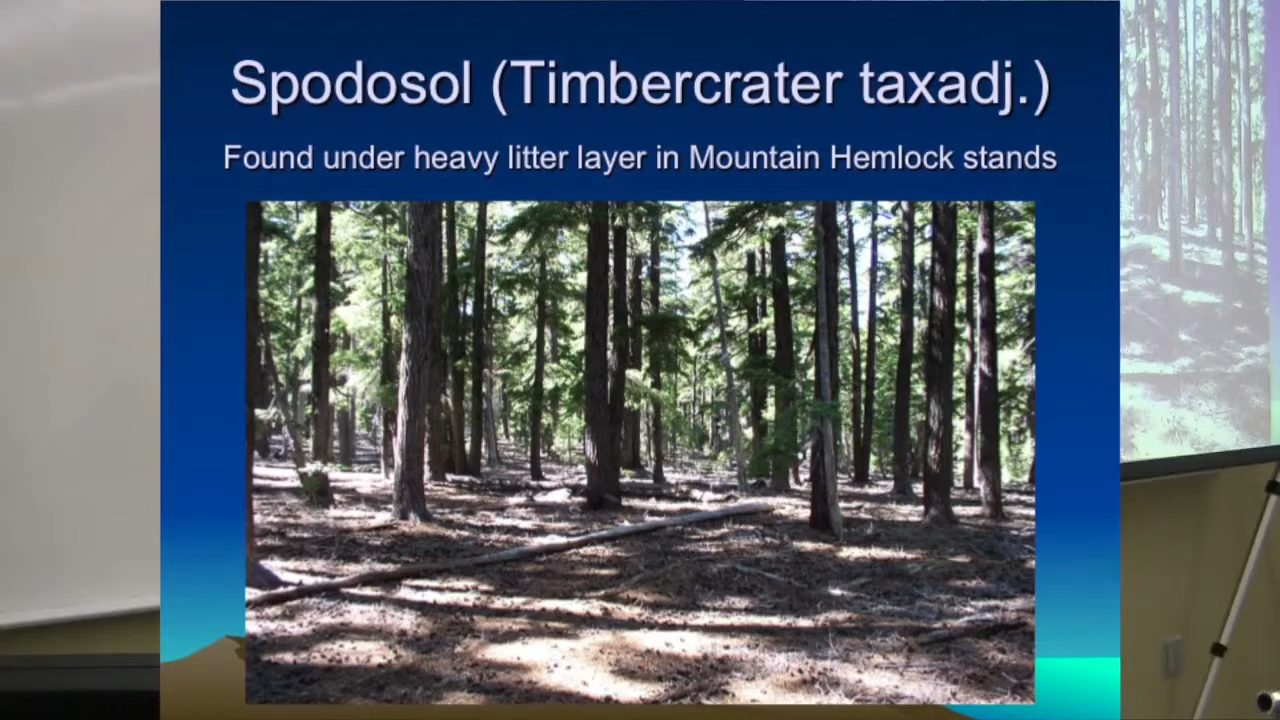 Spodosol (Timbercrater taxadj.)
Found under heavy litter layer in Mountain Hemlock stands